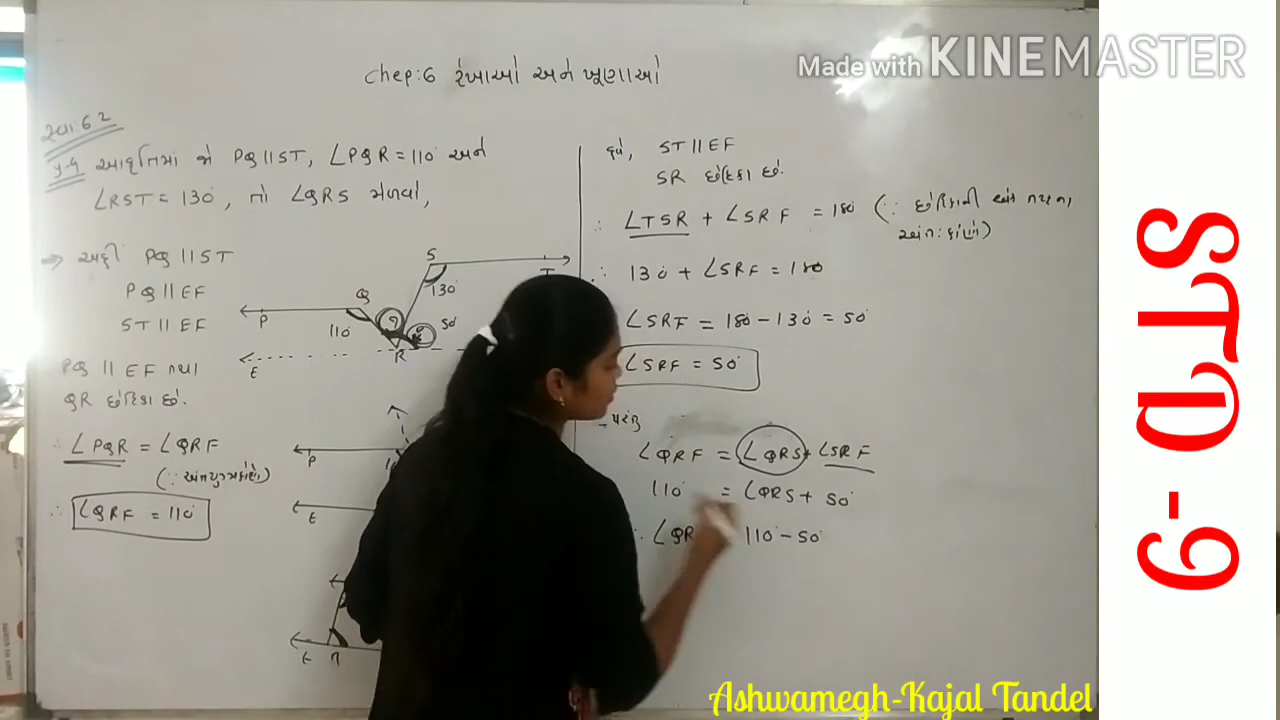 Made with KINEMASTER
Chep:6 રેખાઓ અને ખૂણાઓ
સ્વા 6.2
પ્ર-4 આકૃતિમાં જો PQ ∥ ST, ∠PQR = 110° અને
∠RST = 130°, તો ∠QRS મેળવો,
⇒ અહીં PQ ∥ ST
PQ ∥ EF
ST ∥ EF
PQ ∥ EF તથા
QR છેદિકા છે.
∴ ∠PQR = ∠QRF
(∵ અંતઃયુગ્મકોણો)
∴ ∠QRF = 110°
S
130°
Q
P
110°
50°
R
E
P
E
E
R
હવે, ST ∥ EF
SR છેદિકા છે.
∴ ∠TSR + ∠SRF = 180 (∵ છેદિકાની એક તરફના
અંતઃકોણો)
∴ 130 + ∠SRF = 180
∠SRF = 180 - 130 = 50°
∠SRF = 50°
પરંતુ
∠QRF = ∠QRS + ∠SRF
110° = ∠QRS + 50°
∴ ∠QR 110° - 50°
STD-9
Ashwamegh-Kajal Tandel